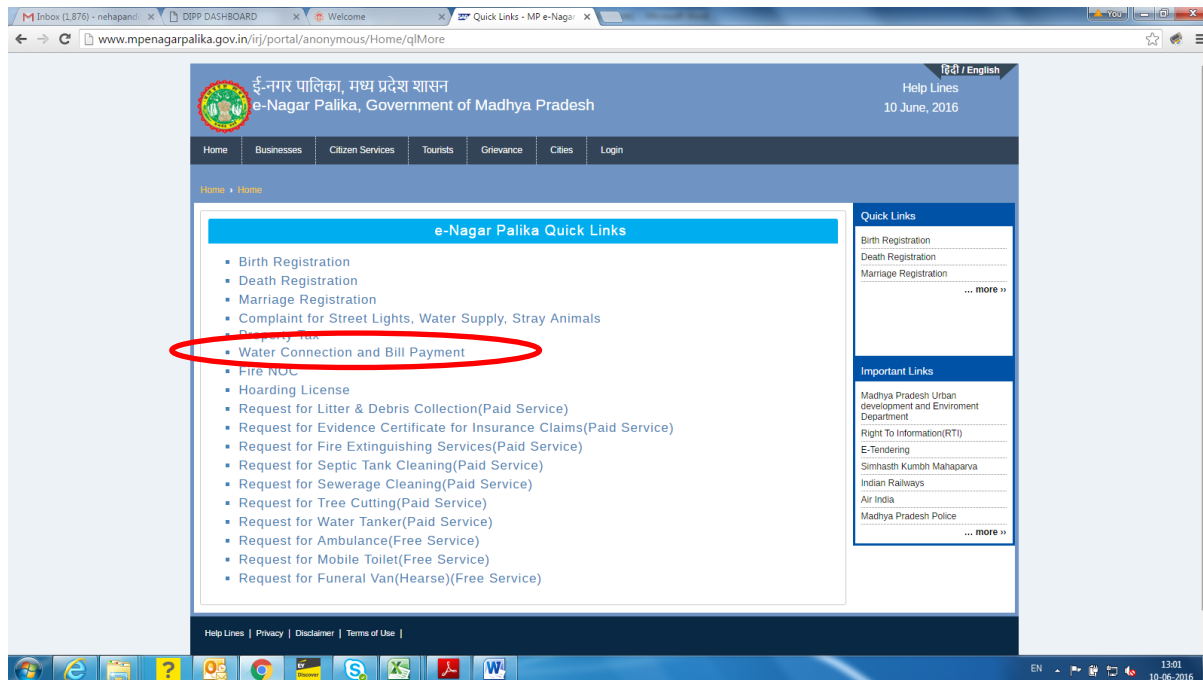 M Inbox (1,876) - nehapand
DIPP DASHBOARD
Welcome
Quick Links - MP e-Nagar
You
www.mpenagarpalika.gov.in/irj/portal/anonymous/Home/qlMore
हिंदी / English
ई-नगर पालिका, मध्य प्रदेश शासन
e-Nagar Palika, Government of Madhya Pradesh
Help Lines
10 June, 2016
Home Businesses Citizen Services Tourists Grievance Cities Login
Home › Home
e-Nagar Palika Quick Links
Birth Registration
Death Registration
Marriage Registration
Complaint for Street Lights, Water Supply, Stray Animals
Property Tax
Water Connection and Bill Payment
Fire NOC
Hoarding License
Request for Litter & Debris Collection(Paid Service)
Request for Evidence Certificate for Insurance Claims(Paid Service)
Request for Fire Extinguishing Services(Paid Service)
Request for Septic Tank Cleaning(Paid Service)
Request for Sewerage Cleaning(Paid Service)
Request for Tree Cutting(Paid Service)
Request for Water Tanker(Paid Service)
Request for Ambulance(Free Service)
Request for Mobile Toilet(Free Service)
Request for Funeral Van(Hearse)(Free Service)
Quick Links
Birth Registration
Death Registration
Marriage Registration
... more ››
Important Links
Madhya Pradesh Urban
development and Enviroment
Department
Right To Information(RTI)
E-Tendering
Simhasth Kumbh Mahaparva
Indian Railways
Air India
Madhya Pradesh Police
... more ››
Help Lines | Privacy | Disclaimer | Terms of Use |
EY
Discover
EN
13:01
10-06-2016